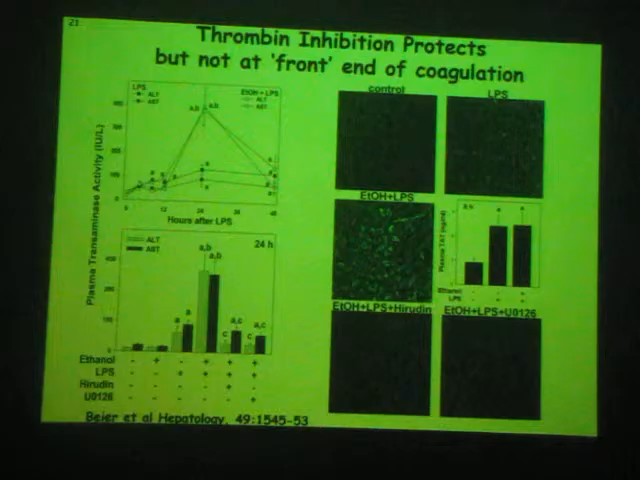 21
Thrombin Inhibition Protects
but not at 'front' end of coagulation
LPS
ALT
AST
EtOH + LPS
ALT
AST
a,b
a,b
Hours after LPS
Plasma Transaminase Activity (IU/L)
ALT
AST
24 h
a,b
a,b
a
a
c
a,c
c
a,c
Ethanol - + - + + +
LPS
Hirudin
U0126
control
LPS
EtOH+LPS
Plasma TAT (ng/ml)
a
a
Ethanol
LPS
EtOH+LPS+Hirudin
EtOH+LPS+U0126
Beier et al Hepatology. 49:1545-53